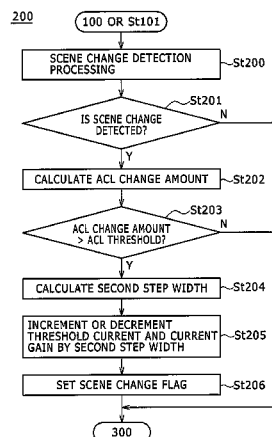 200
100 OR St101
SCENE CHANGE DETECTION
PROCESSING
St200
St201
IS SCENE CHANGE
DETECTED?
N
Y
CALCULATE ACL CHANGE AMOUNT
St202
St203
ACL CHANGE AMOUNT
> ACL THRESHOLD?
N
Y
CALCULATE SECOND STEP WIDTH
St204
INCREMENT OR DECREMENT
THRESHOLD CURRENT AND CURRENT
GAIN BY SECOND STEP WIDTH
St205
SET SCENE CHANGE FLAG
St206
300